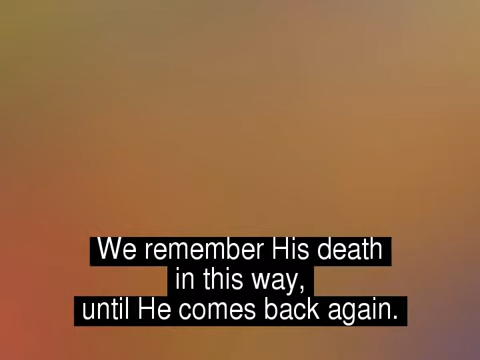 We remember His death
in this way,
until He comes back again.